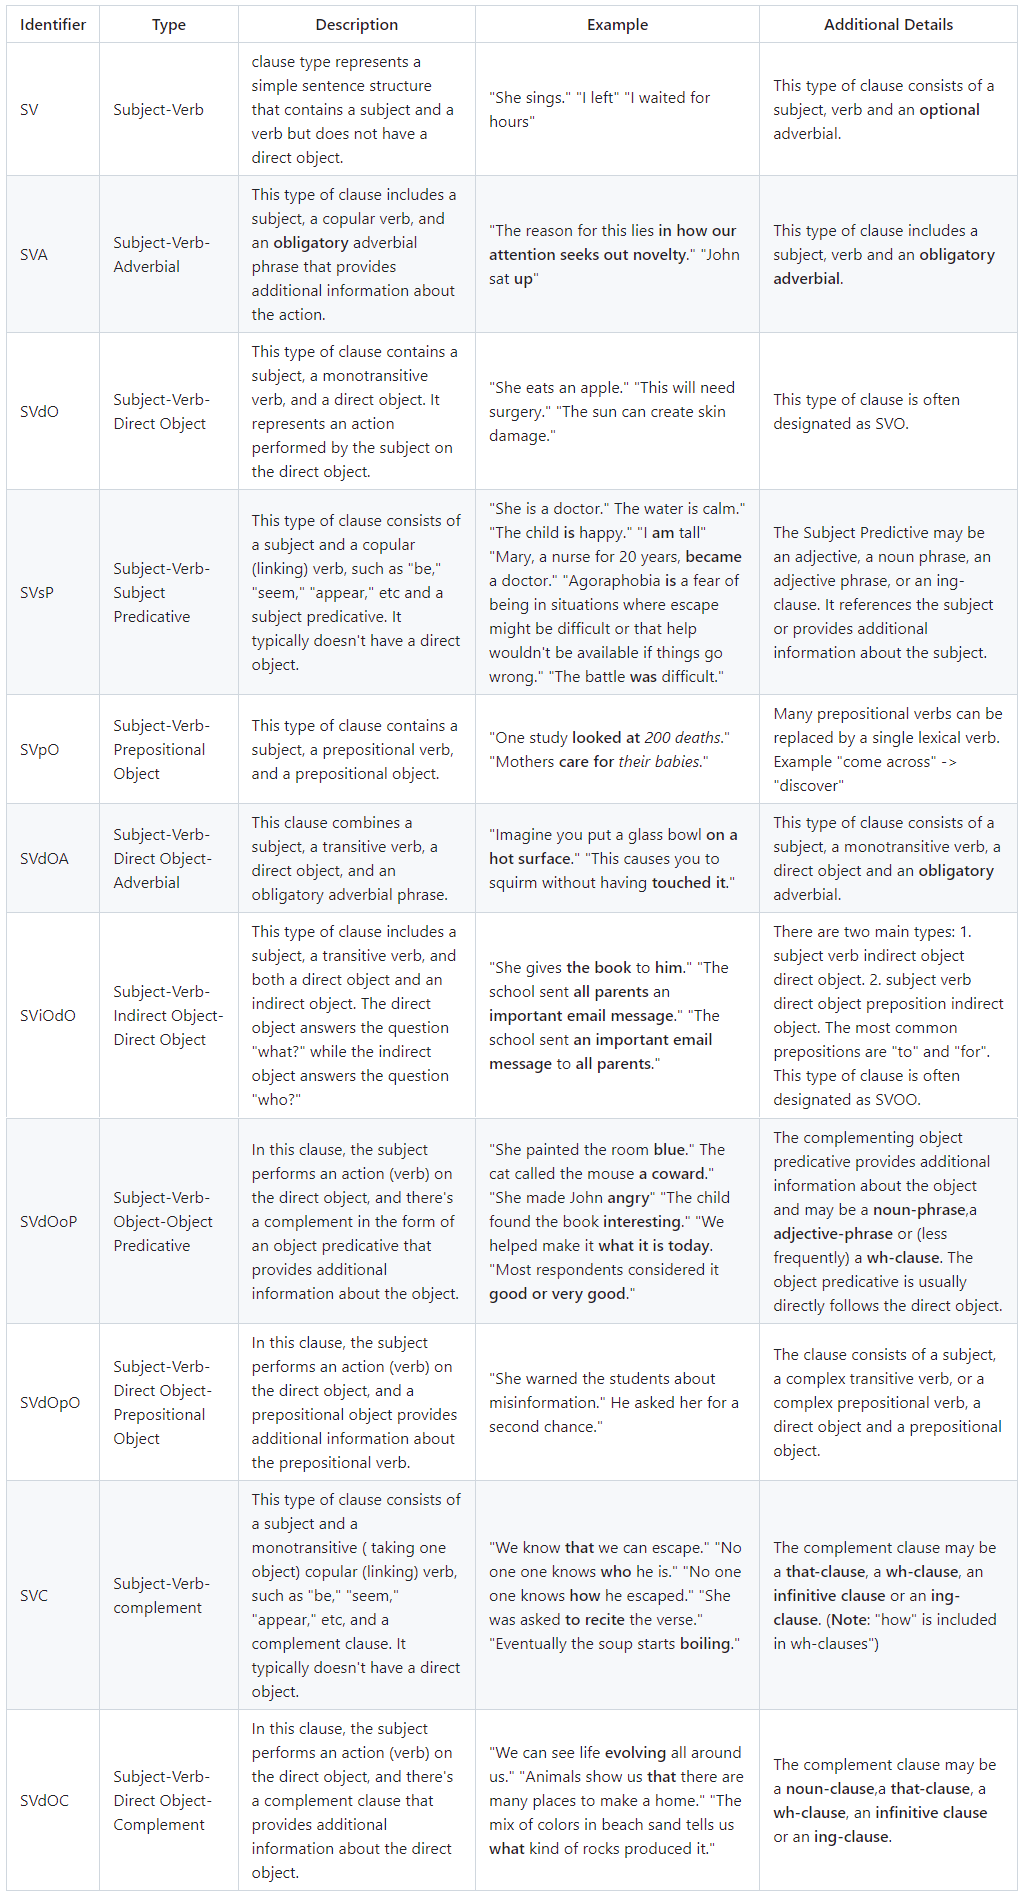 Identifier Type Description Example Additional Details
SV
Subject-Verb
clause type represents a
simple sentence structure
that contains a subject and a
verb but does not have a
direct object.
"She sings." "I left" "I waited for
hours"
This type of clause consists of a
subject, verb and an optional
adverbial.
SVA
Subject-Verb-
Adverbial
This type of clause includes a
subject, a copular verb, and
an obligatory adverbial
phrase that provides
additional information about
the action.
"The reason for this lies in how our
attention seeks out novelty." "John
sat up"
This type of clause includes a
subject, verb and an obligatory
adverbial.
SVdO
Subject-Verb-
Direct Object
This type of clause contains a
subject, a monotransitive
verb, and a direct object. It
represents an action
performed by the subject on
the direct object.
"She eats an apple." "This will need
surgery." "The sun can create skin
damage."
This type of clause is often
designated as SVO.
SVsP
Subject-Verb-
Subject
Predicative
This type of clause consists of
a subject and a copular
(linking) verb, such as "be,"
"seem," "appear," etc and a
subject predicative. It
typically doesn't have a direct
object.
"She is a doctor." The water is calm."
"The child is happy." "I am tall"
"Mary, a nurse for 20 years, became
a doctor." "Agoraphobia is a fear of
being in situations where escape
might be difficult or that help
wouldn't be available if things go
wrong." "The battle was difficult."
The Subject Predictive may be
an adjective, a noun phrase, an
adjective phrase, or an ing-
clause. It references the subject
or provides additional
information about the subject.
SVpO
Subject-Verb-
Prepositional
Object
This type of clause contains a
subject, a prepositional verb,
and a prepositional object.
"One study looked at 200 deaths."
"Mothers care for their babies."
Many prepositional verbs can be
replaced by a single lexical verb.
Example "come across" ->
"discover"
SVdOA
Subject-Verb-
Direct Object-
Adverbial
This clause combines a
subject, a transitive verb, a
direct object, and an
obligatory adverbial phrase.
"Imagine you put a glass bowl on a
hot surface." "This causes you to
squirm without having touched it."
This type of clause consists of a
subject, a monotransitive verb, a
direct object and an obligatory
adverbial.
SViOdO
Subject-Verb-
Indirect Object-
Direct Object
This type of clause includes a
subject, a transitive verb, and
both a direct object and an
indirect object. The direct
object answers the question
"what?" while the indirect
object answers the question
"who?"
"She gives the book to him." "The
school sent all parents an
important email message." "The
school sent an important email
message to all parents."
There are two main types: 1.
subject verb indirect object
direct object. 2. subject verb
direct object preposition indirect
object. The most common
prepositions are "to" and "for".
This type of clause is often
designated as SVOO.
SVdOoP
Subject-Verb-
Object-Object
Predicative
In this clause, the subject
performs an action (verb) on
the direct object, and there's
a complement in the form of
an object predicative that
provides additional
information about the object.
"She painted the room blue." The
cat called the mouse a coward."
"She made John angry" "The child
found the book interesting." "We
helped make it what it is today.
"Most respondents considered it
good or very good."
The complementing object
predicative provides additional
information about the object
and may be a noun-phrase,a
adjective-phrase or (less
frequently) a wh-clause. The
object predicative is usually
directly follows the direct object.
SVdOpO
Subject-Verb-
Direct Object-
Prepositional
Object
In this clause, the subject
performs an action (verb) on
the direct object, and a
prepositional object provides
additional information about
the prepositional verb.
"She warned the students about
misinformation." He asked her for a
second chance."
The clause consists of a subject,
a complex transitive verb, or a
complex prepositional verb, a
direct object and a prepositional
object.
SVC
Subject-Verb-
complement
This type of clause consists of
a subject and a
monotransitive ( taking one
object) copular (linking) verb,
such as "be," "seem,"
"appear," etc, and a
complement clause. It
typically doesn't have a direct
object.
"We know that we can escape." "No
one one knows who he is." "No one
one knows how he escaped." "She
was asked to recite the verse."
"Eventually the soup starts boiling."
The complement clause may be
a that-clause, a wh-clause, an
infinitive clause or an ing-
clause. (Note: "how" is included
in wh-clauses")
SVdOC
Subject-Verb-
Direct Object-
Complement
In this clause, the subject
performs an action (verb) on
the direct object, and there's
a complement clause that
provides additional
information about the direct
object.
"We can see life evolving all around
us." "Animals show us that there are
many places to make a home." "The
mix of colors in beach sand tells us
what kind of rocks produced it."
The complement clause may be
a noun-clause,a that-clause, a
wh-clause, an infinitive clause
or an ing-clause.